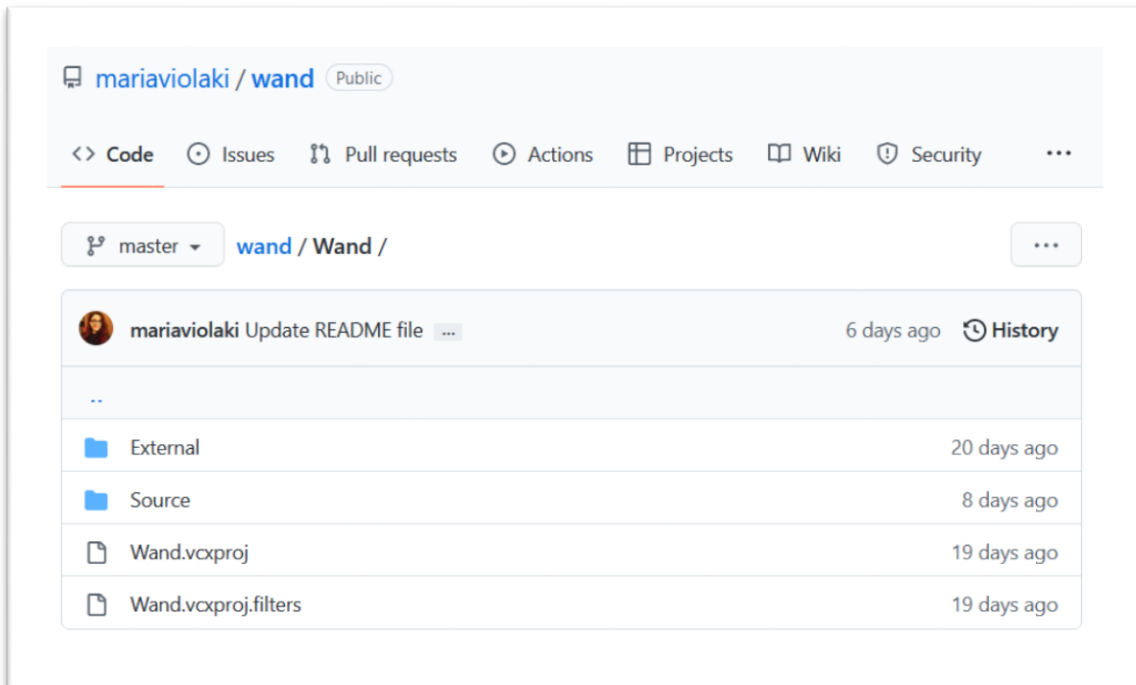 mariaviolaki / wand Public
Code Issues Pull requests Actions Projects Wiki Security ...
master wand / Wand / ...
mariaviolaki Update README file ... 6 days ago History
..
External 20 days ago
Source 8 days ago
Wand.vcxproj 19 days ago
Wand.vcxproj.filters 19 days ago